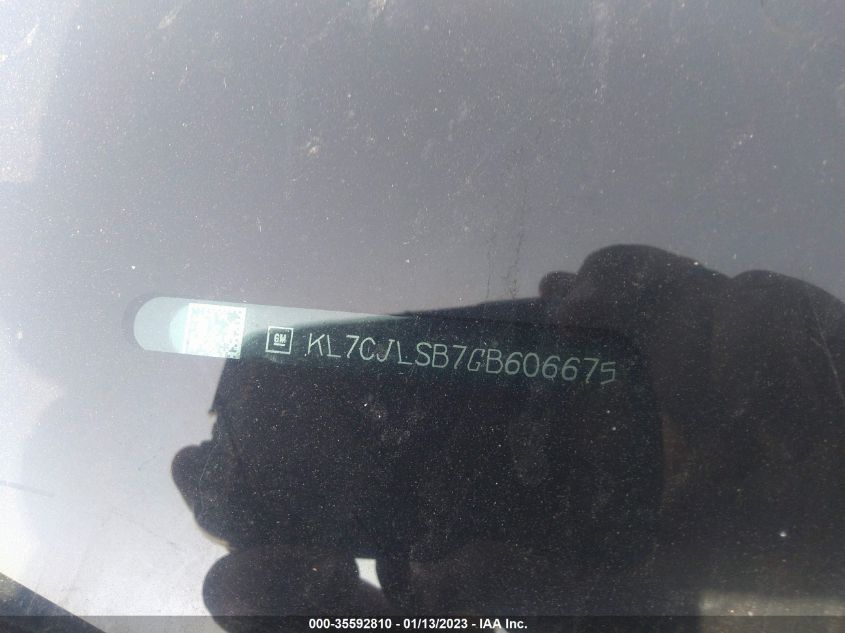 GM KL7CJLSB7GB606675
000-35592810 - 01/13/2023 - IAA Inc.